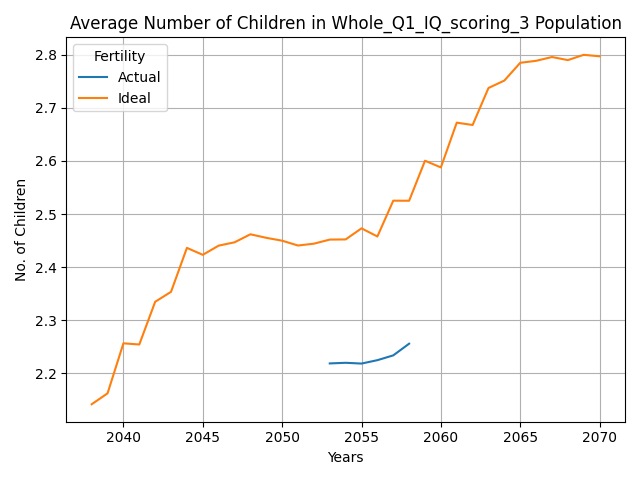 Average Number of Children in Whole_Q1_IQ_scoring_3 Population
Fertility
Actual
Ideal
No. of Children
2.8
2.7
2.6
2.5
2.4
2.3
2.2
2040
2045
2050
2055
2060
2065
2070
Years